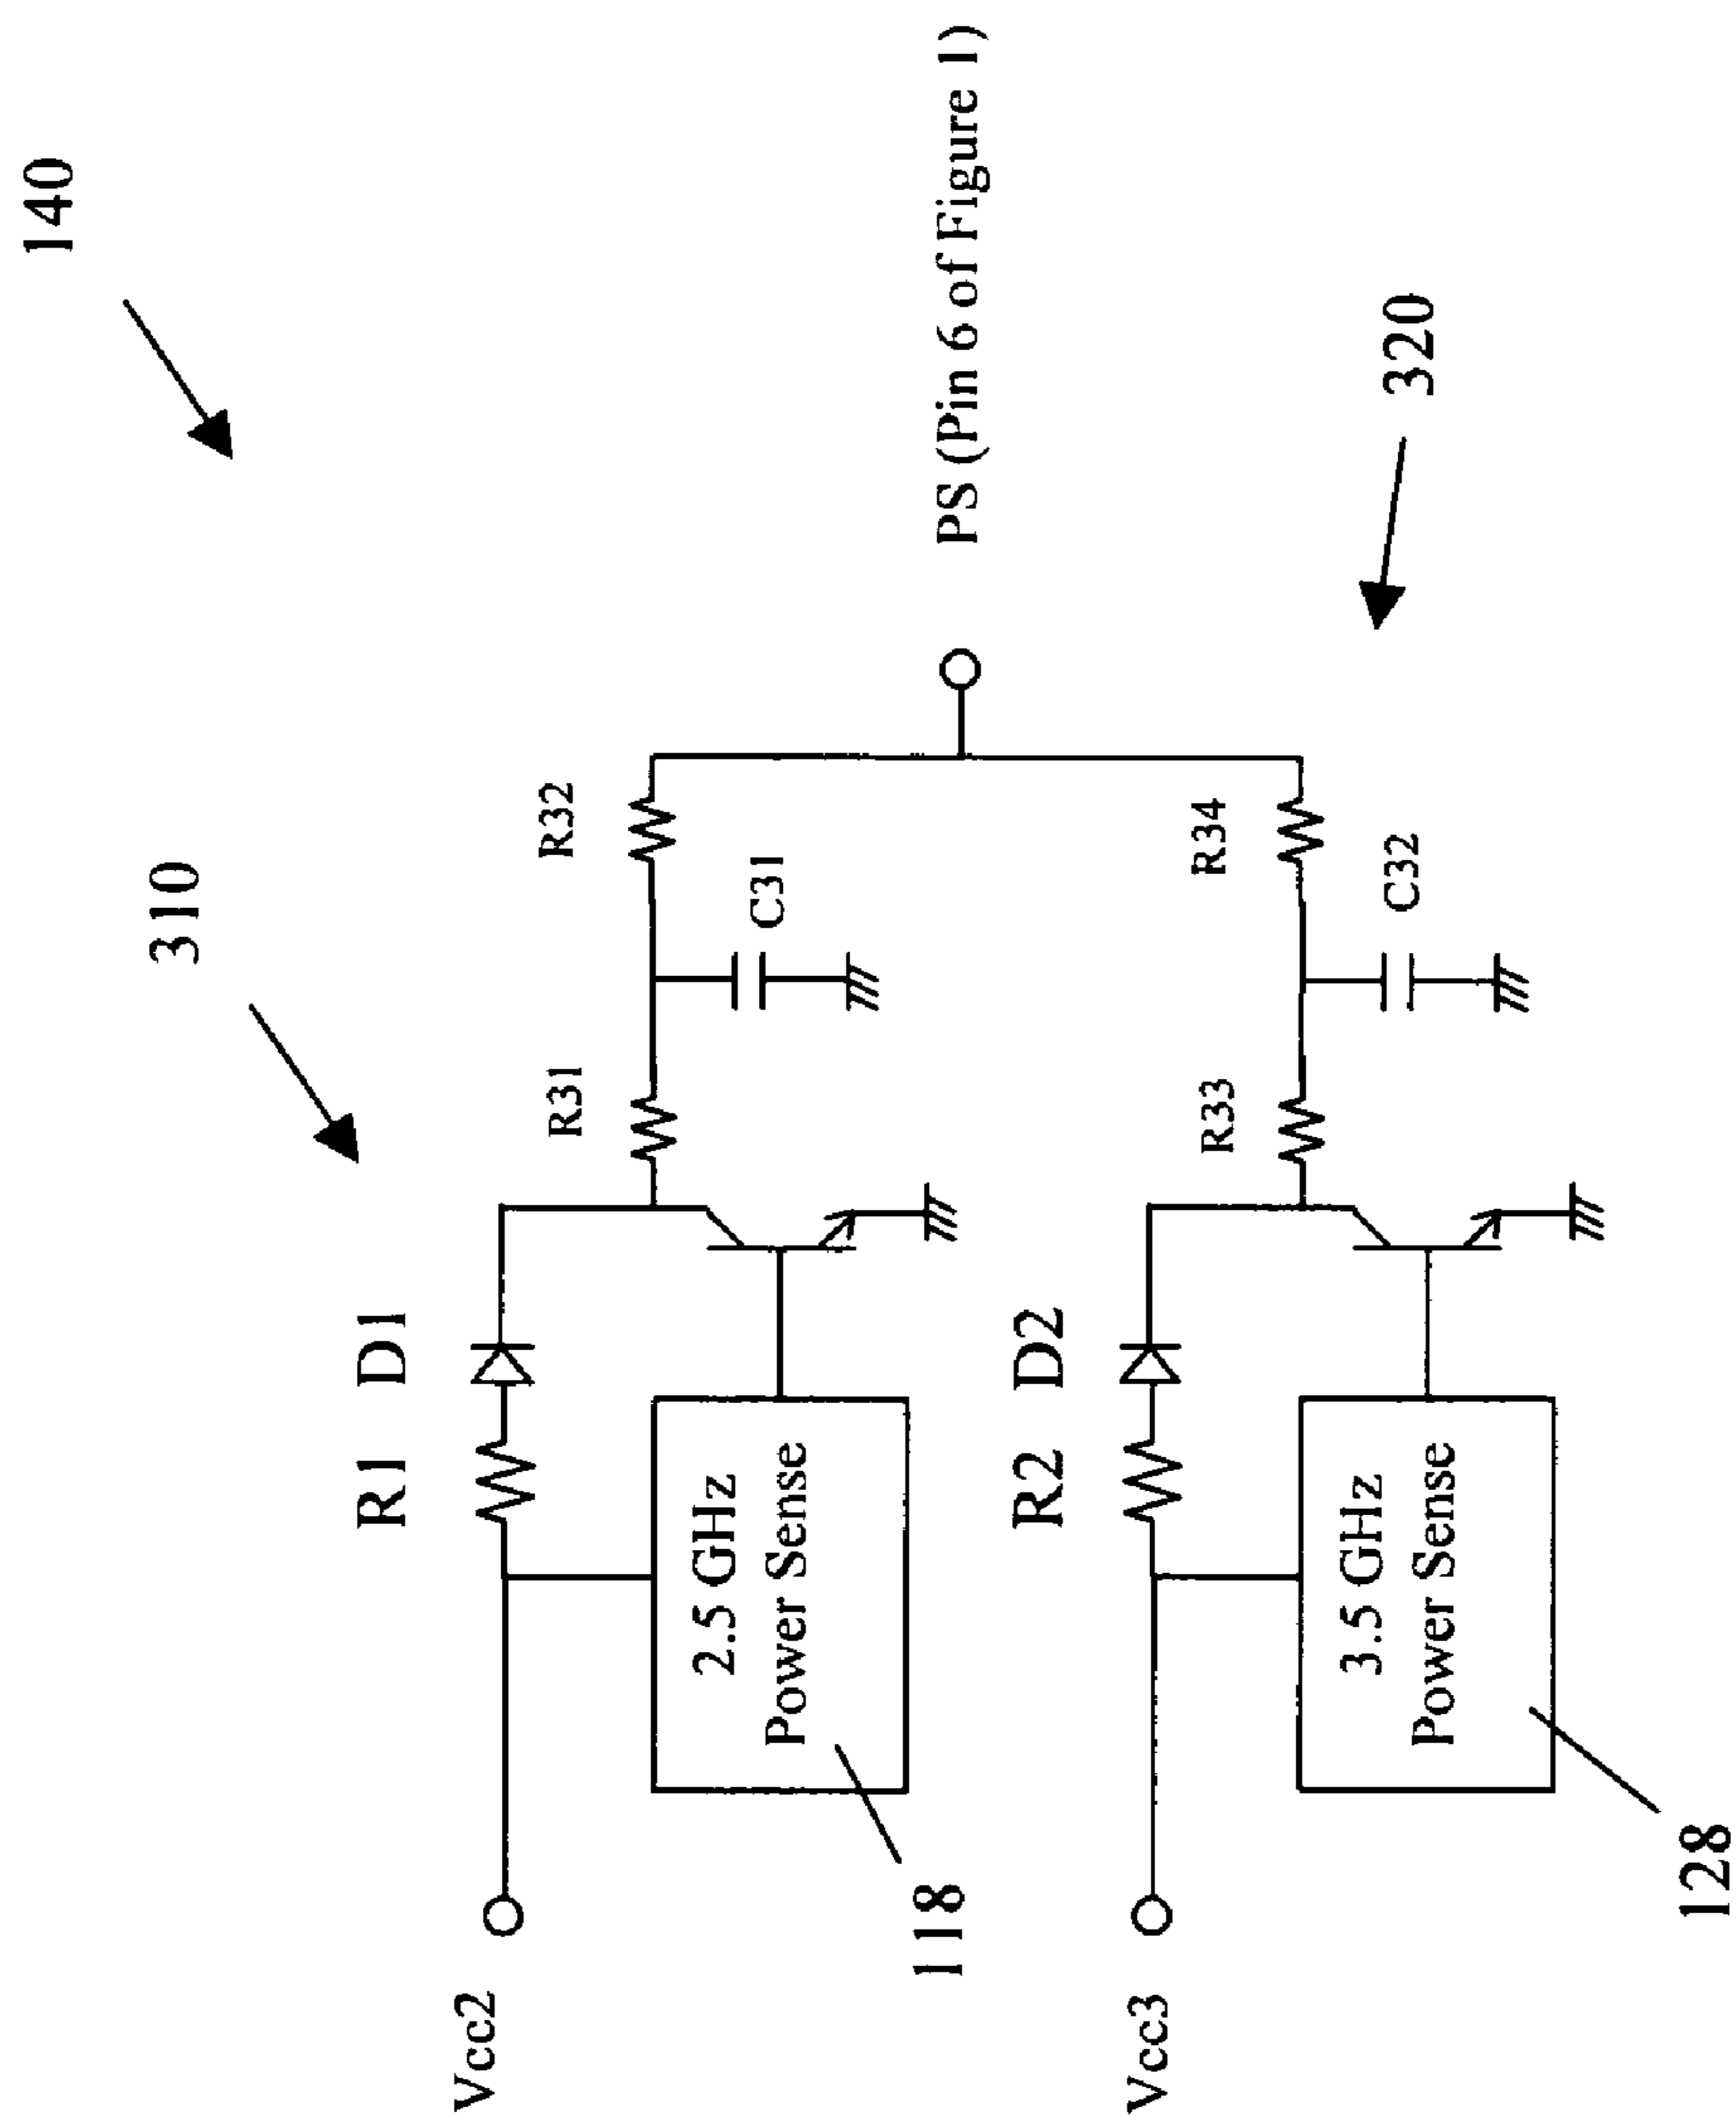 140
310
R1 D1
R31
R32
Vcc2
2.5 GHz
Power Sense
C31
118
PS (Pin 6 of Figure 1)
R2 D2
R33
R34
Vcc3
3.5 GHz
Power Sense
C32
320
128